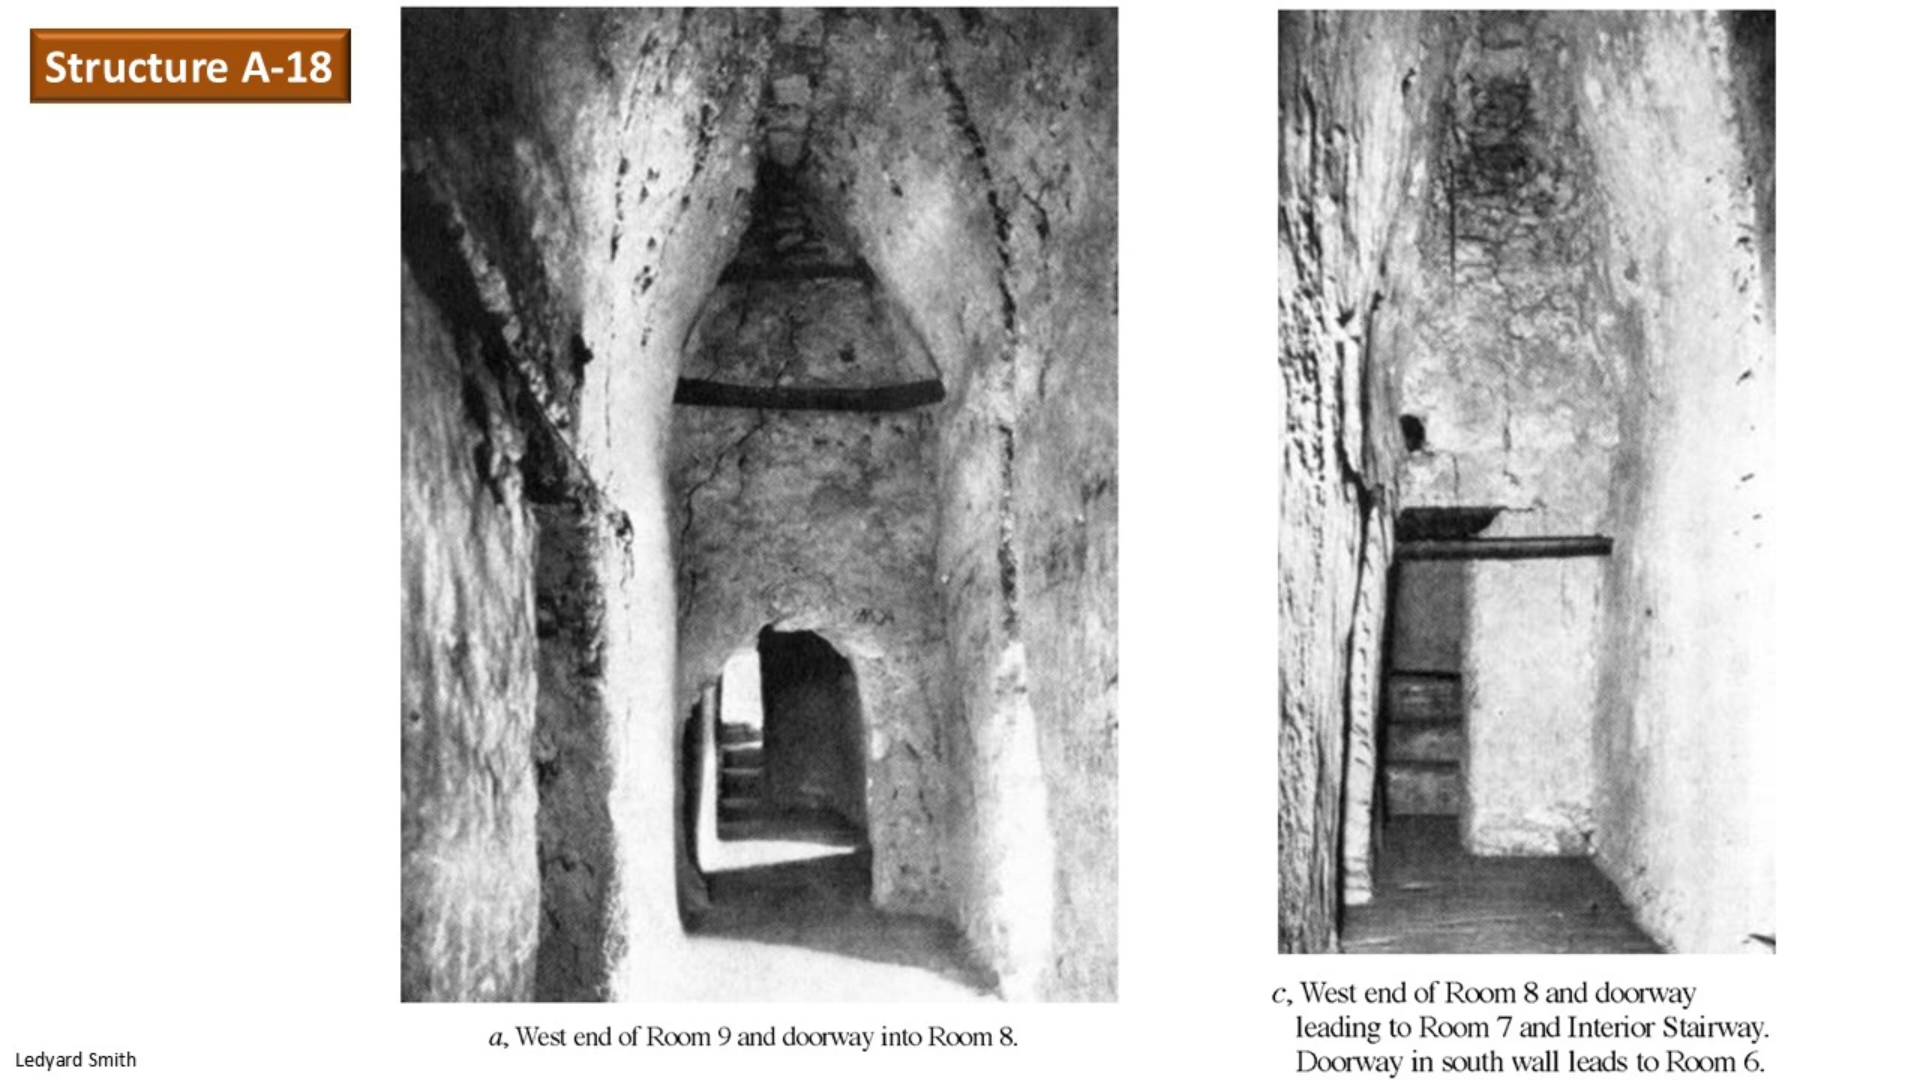 Structure A-18
a, West end of Room 9 and doorway into Room 8.
c, West end of Room 8 and doorway
leading to Room 7 and Interior Stairway.
Doorway in south wall leads to Room 6.
Ledyard Smith